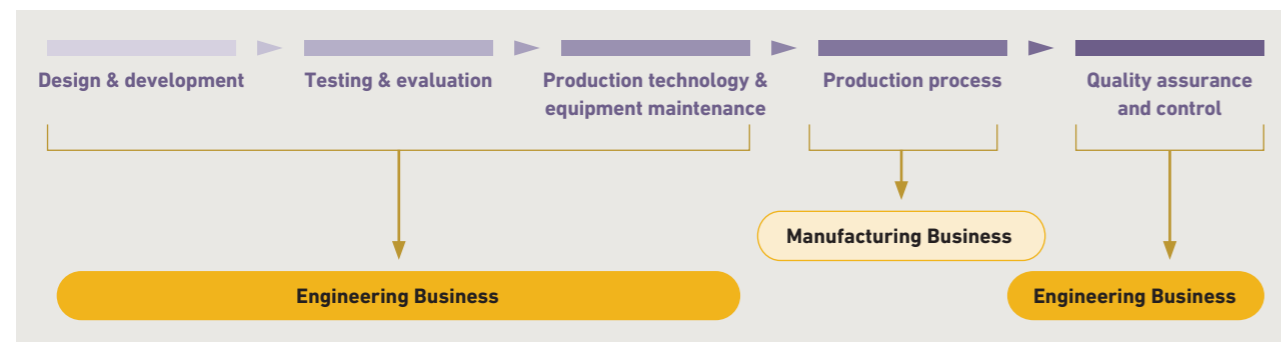 Design & development
Testing & evaluation
Production technology &
equipment maintenance
Production process
Quality assurance
and control
Manufacturing Business
Engineering Business
Engineering Business